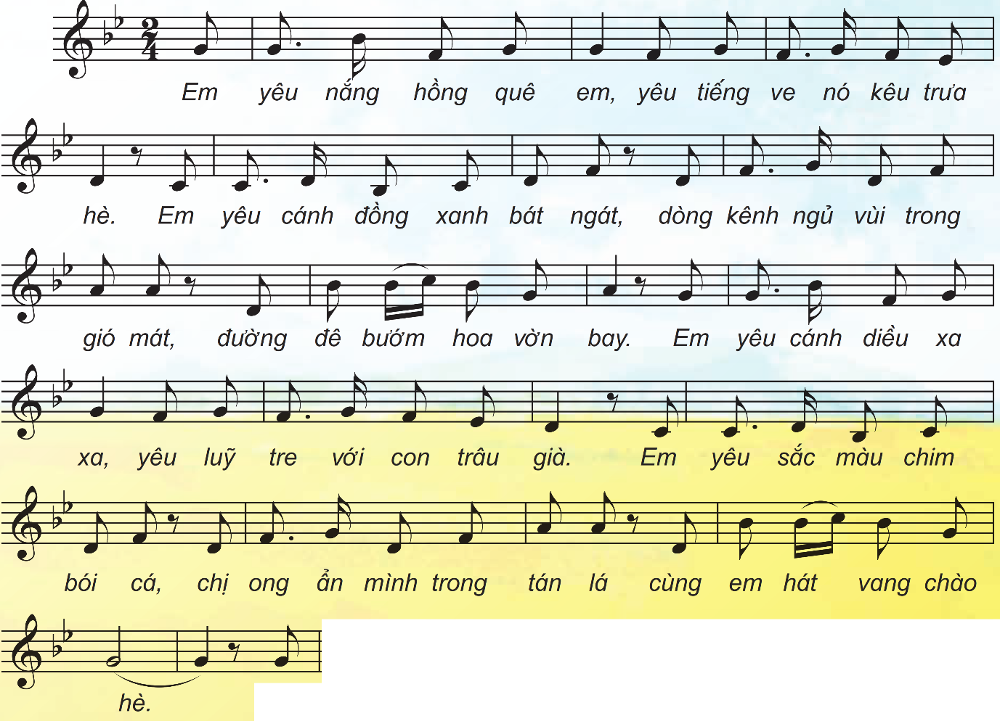 2
4
Em yêu nắng hồng quê em, yêu tiếng ve nó kêu trưa
hè. Em yêu cánh đồng xanh bát ngát, dòng kênh ngủ vùi trong
gió mát, đường đê bướm hoa vờn bay. Em yêu cánh diều xa
xa, yêu luỹ tre với con trâu già. Em yêu sắc màu chim
bói cá, chị ong ẩn mình trong tán lá cùng em hát vang chào
hè.